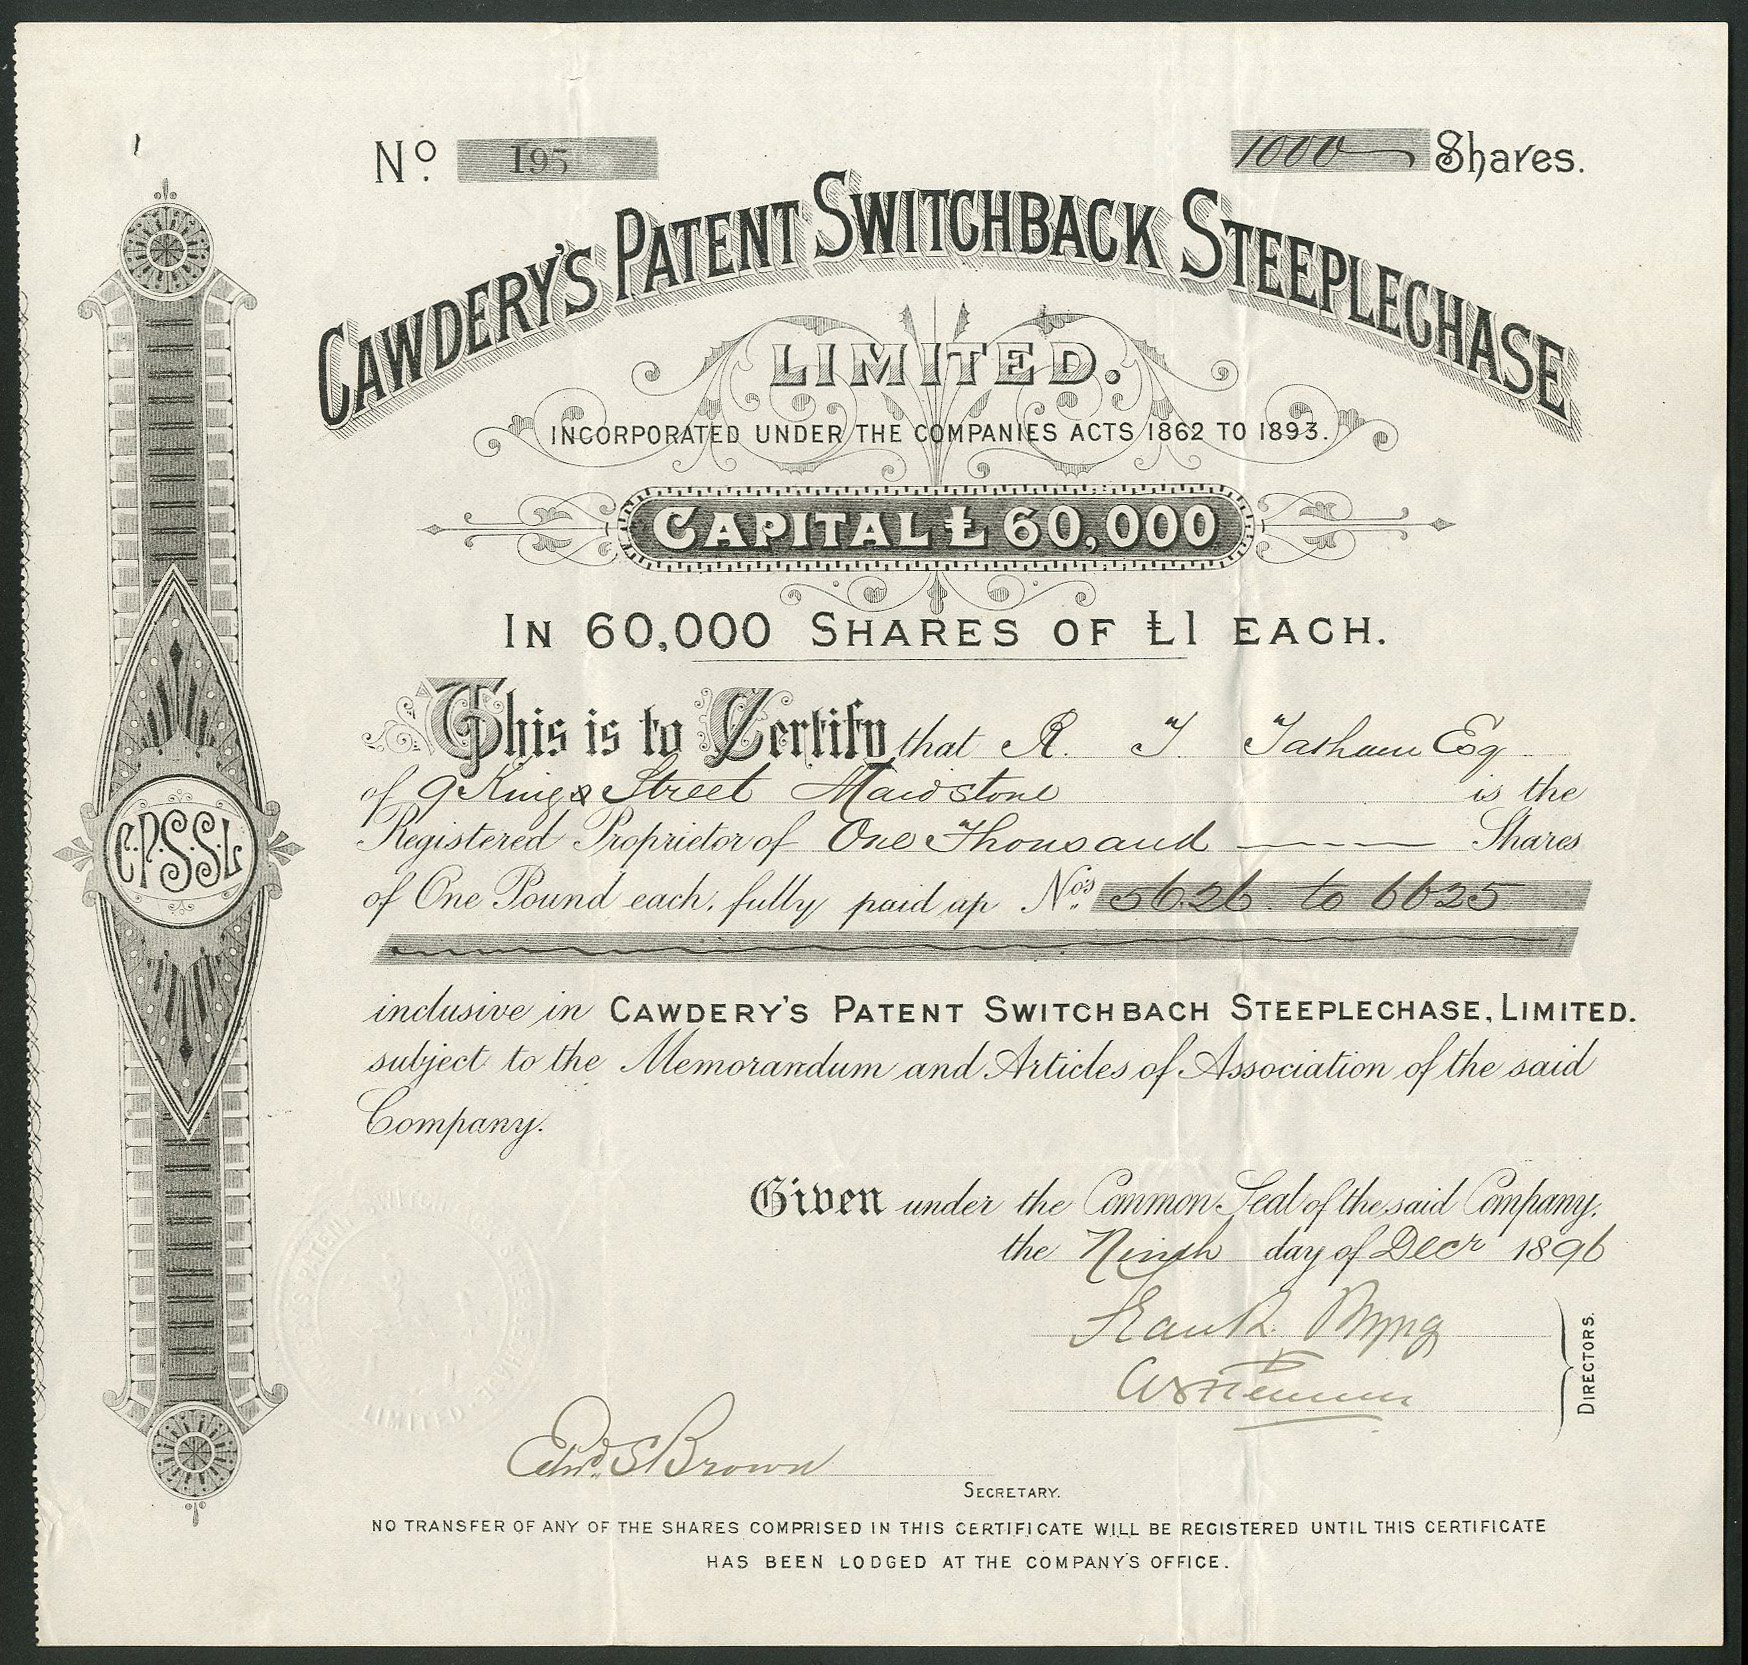 No. 195
1000 Shares.
CAWDERY'S PATENT SWITCHBACK STEEPLECHASE
LIMITED.
INCORPORATED UNDER THE COMPANIES ACTS 1862 TO 1893.
CAPITAL £60,000
IN 60,000 SHARES OF £1 EACH.
This is to Certify that R. T. Tatham Esq
of 9 Kings Street Maidstone is the
Registered Proprietor of One Thousand Shares
of One Pound each, fully paid up Nos. 5626 to 6625
inclusive in CAWDERY'S PATENT SWITCHBACH STEEPLECHASE, LIMITED.
subject to the Memorandum and Articles of Association of the said
Company.
C.P.S.S.L
Given under the Common Seal of the said Company,
the Ninth day of Decr 1896
Frank Byng
DIRECTORS.
LIMITED
Edwd. S Brown
SECRETARY.
NO TRANSFER OF ANY OF THE SHARES COMPRISED IN THIS CERTIFICATE WILL BE REGISTERED UNTIL THIS CERTIFICATE
HAS BEEN LODGED AT THE COMPANY'S OFFICE.